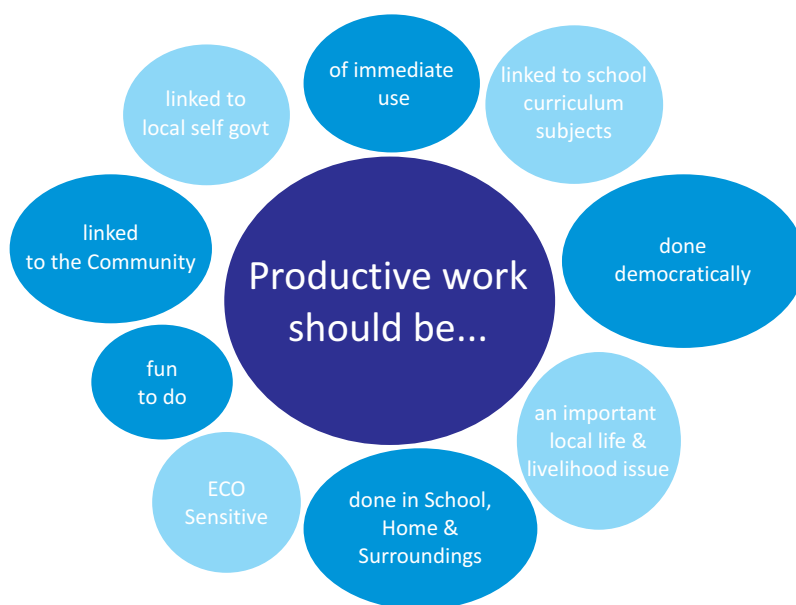 of immediate
use
linked to school
curriculum
subjects
linked to
local self govt
linked
to the Community
done
democratically
Productive work
should be...
fun
to do
an important
local life &
livelihood issue
ECO
Sensitive
done in School,
Home &
Surroundings